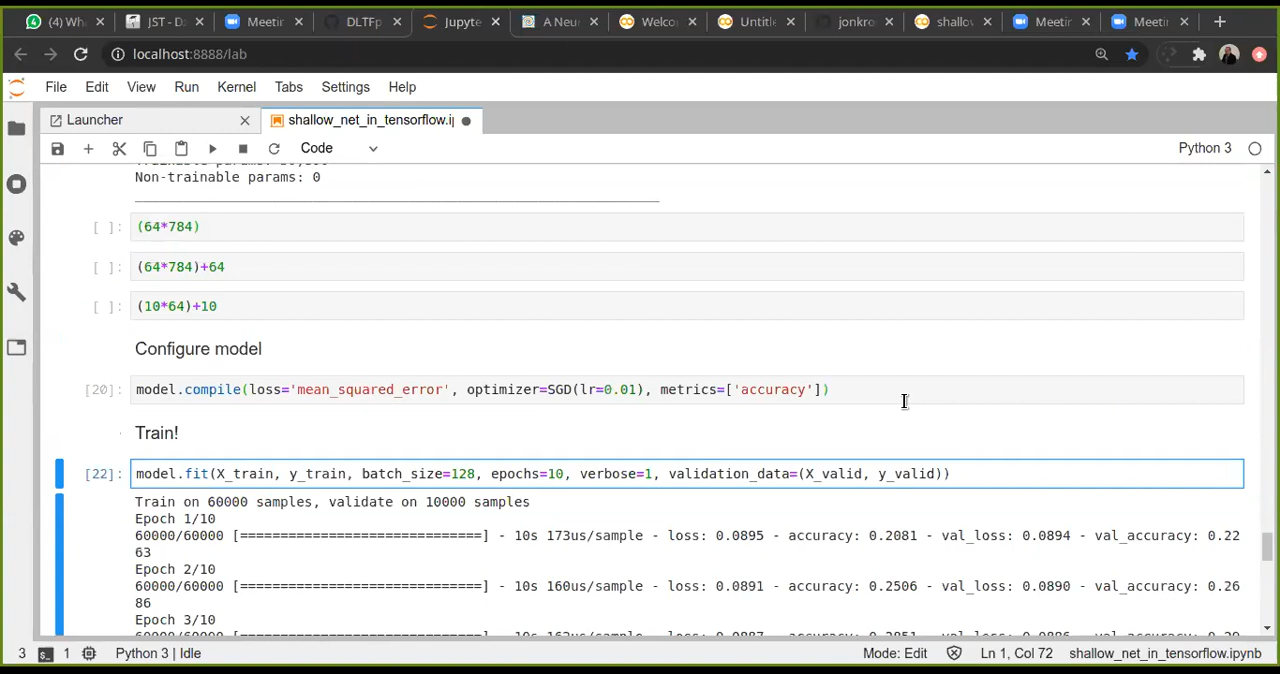 (4) Wha
JST - Dx
Meetin
DLTFp
Jupyte
A Neur
Welco
Untitle
jonkro
shallo
Meetin
Meetin
localhost:8888/lab
File Edit View Run Kernel Tabs Settings Help
Launcher
shallow_net_in_tensorflow.ip
Code
Python 3
Non-trainable params: 0
[ ]: (64*784)
[ ]: (64*784)+64
[ ]: (10*64)+10
Configure model
[20]: model.compile(loss='mean_squared_error', optimizer=SGD(lr=0.01), metrics=['accuracy'])
Train!
[22]: model.fit(X_train, y_train, batch_size=128, epochs=10, verbose=1, validation_data=(X_valid, y_valid))
Train on 60000 samples, validate on 10000 samples
Epoch 1/10
60000/60000 [==============================] - 10s 173us/sample - loss: 0.0895 - accuracy: 0.2081 - val_loss: 0.0894 - val_accuracy: 0.22
63
Epoch 2/10
60000/60000 [==============================] - 10s 160us/sample - loss: 0.0891 - accuracy: 0.2506 - val_loss: 0.0890 - val_accuracy: 0.26
86
Epoch 3/10
3 1 Python 3 | Idle Mode: Edit Ln 1, Col 72 shallow_net_in_tensorflow.ipynb